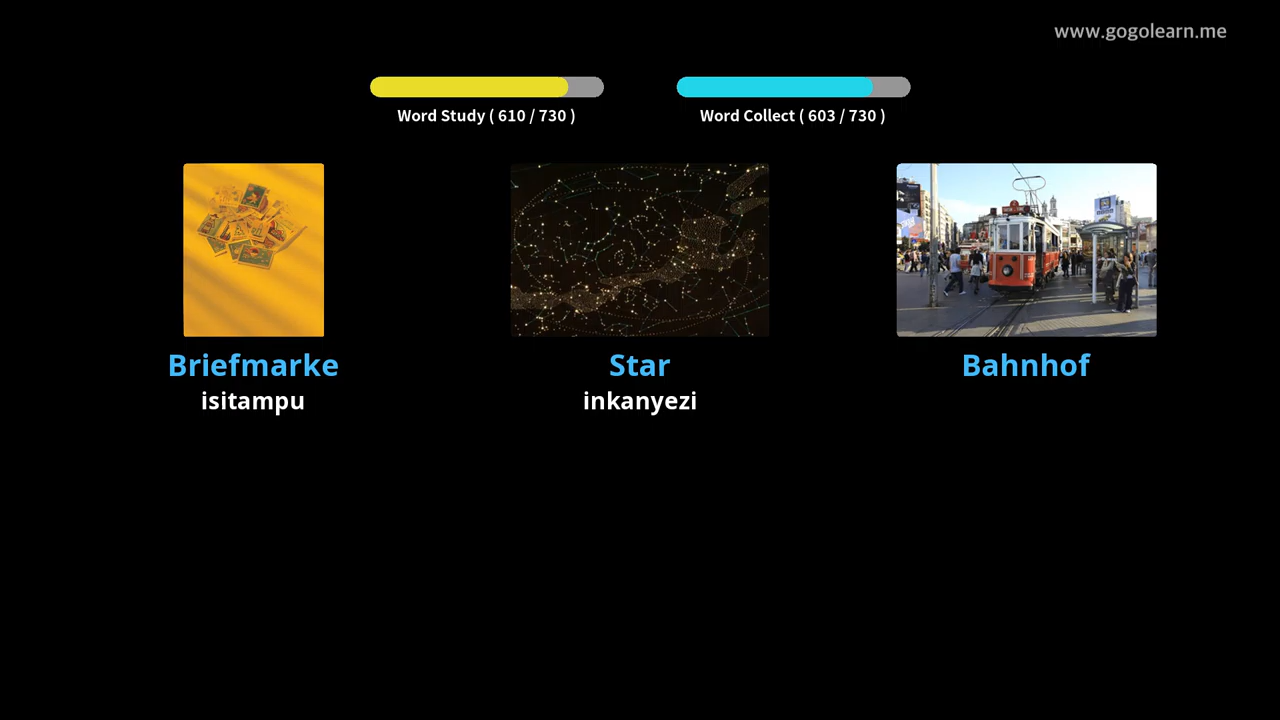 www.gogolearn.me
Word Study ( 610 / 730 )
Word Collect ( 603 / 730 )
Briefmarke
isitampu
Star
inkanyezi
Bahnhof